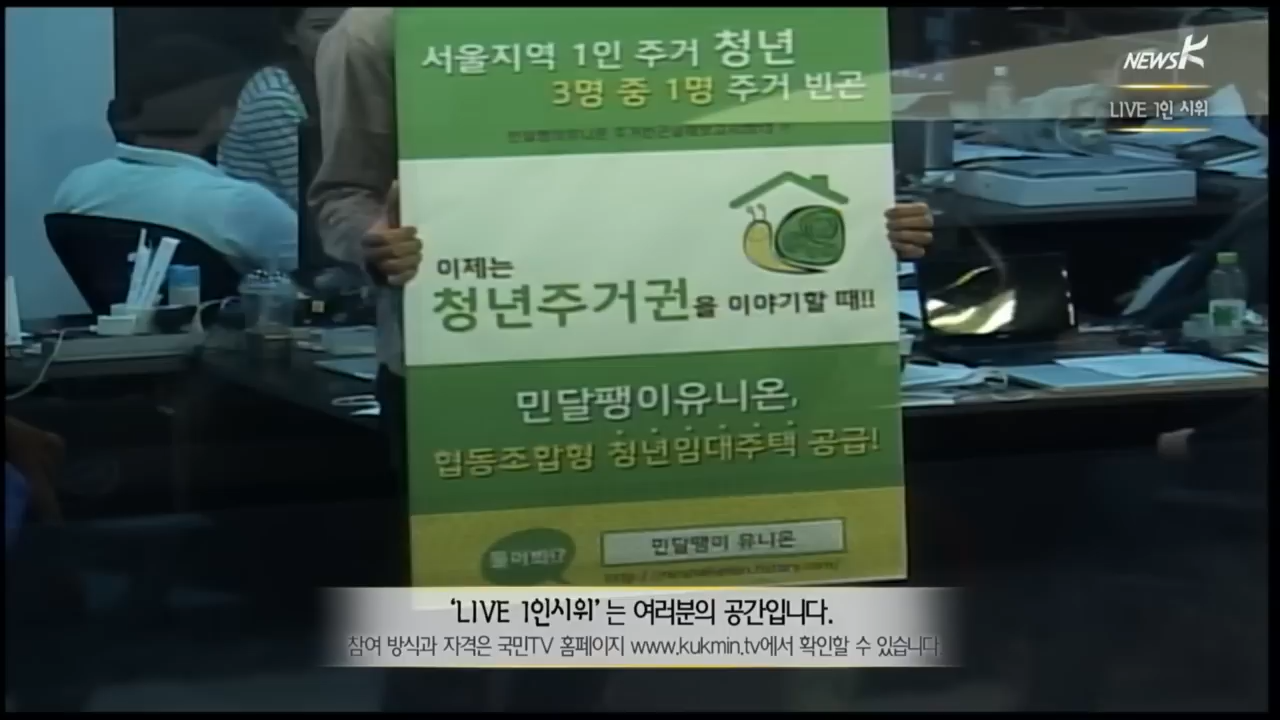 서울지역 1인 주거 청년
3명 중 1명 주거 빈곤
이제는
청년주거권을 이야기할 때!!
민달팽이유니온,
협동조합형 청년임대주택 공급!
들어봐!?
민달팽이 유니온
NEWS K
LIVE 1인 시위
‘LIVE 1인시위’는 여러분의 공간입니다.
참여 방식과 자격은 국민TV 홈페이지 www.kukmin.tv에서 확인할 수 있습니다.